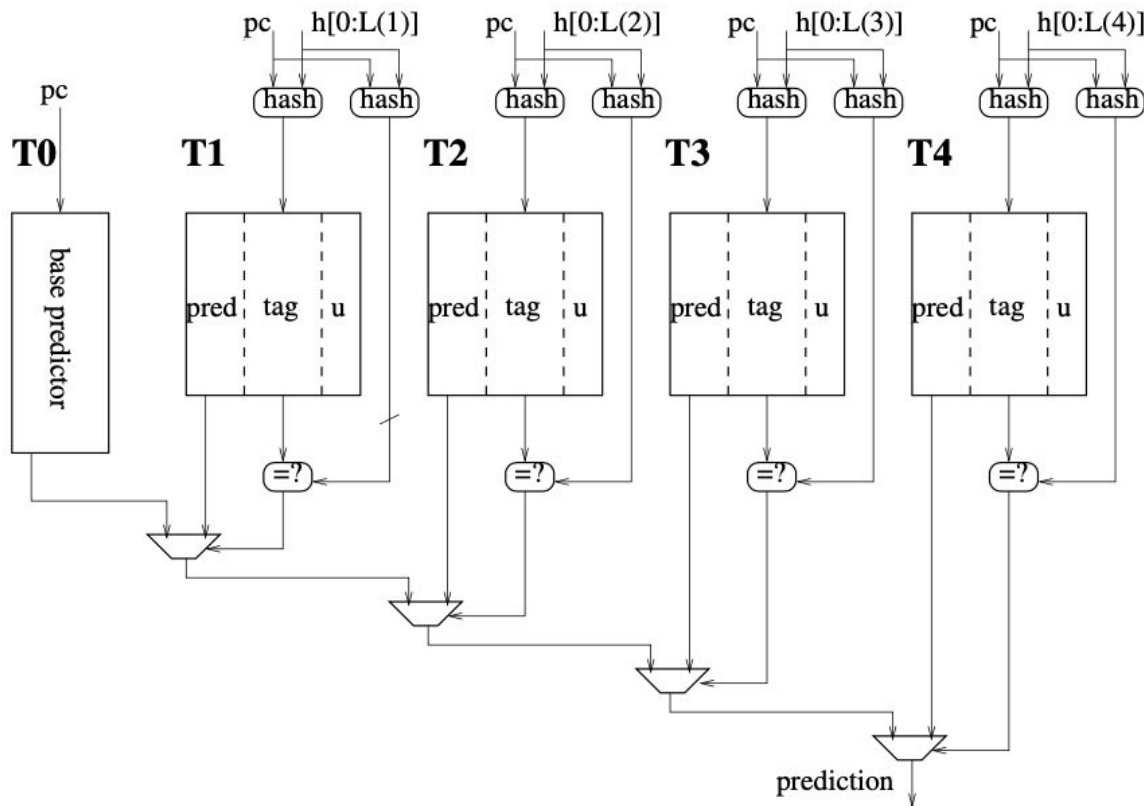 pc h[0:L(1)] pc h[0:L(2)] pc h[0:L(3)] pc h[0:L(4)]
pc hash hash hash hash hash hash hash hash
T0 T1 T2 T3 T4
base predictor
pred tag u pred tag u pred tag u pred tag u
=? =? =? =?
prediction